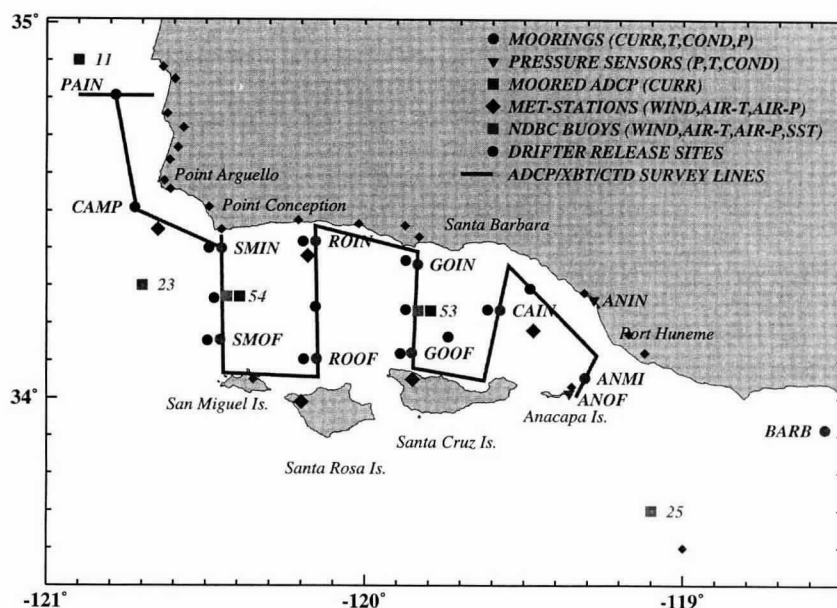 35°
MOORINGS (CURR,T,COND,P)
PRESSURE SENSORS (P,T,COND)
MOORED ADCP (CURR)
MET-STATIONS (WIND,AIR-T,AIR-P)
NDBC BUOYS (WIND,AIR-T,AIR-P,SST)
DRIFTER RELEASE SITES
ADCP/XBT/CTD SURVEY LINES
11
PAIN
Point Arguello
CAMP
Point Conception
Santa Barbara
SMIN
ROIN
GOIN
23
54
53
CAIN
ANIN
Port Huneme
SMOF
ROOF
GOOF
34°
San Miguel Is.
ANMI
ANOF
Anacapa Is.
Santa Cruz Is.
BARB
Santa Rosa Is.
25
-121°
-120°
-119°